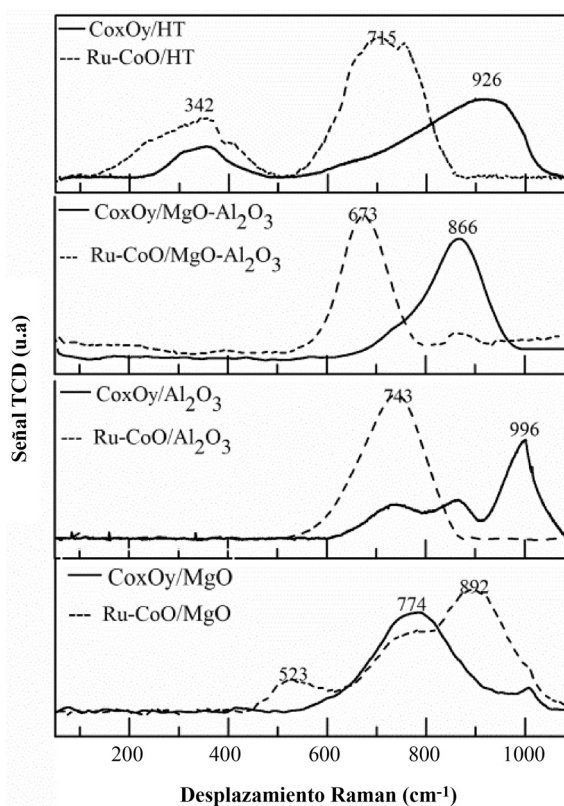 CoxOy/HT
Ru-CoO/HT
715
926
342
CoxOy/MgO-Al2O3
Ru-CoO/MgO-Al2O3
673
866
CoxOy/Al2O3
Ru-CoO/Al2O3
743
996
CoxOy/MgO
Ru-CoO/MgO
774
892
523
200 400 600 800 1000
Señal TCD (u.a)
Desplazamiento Raman (cm-1)